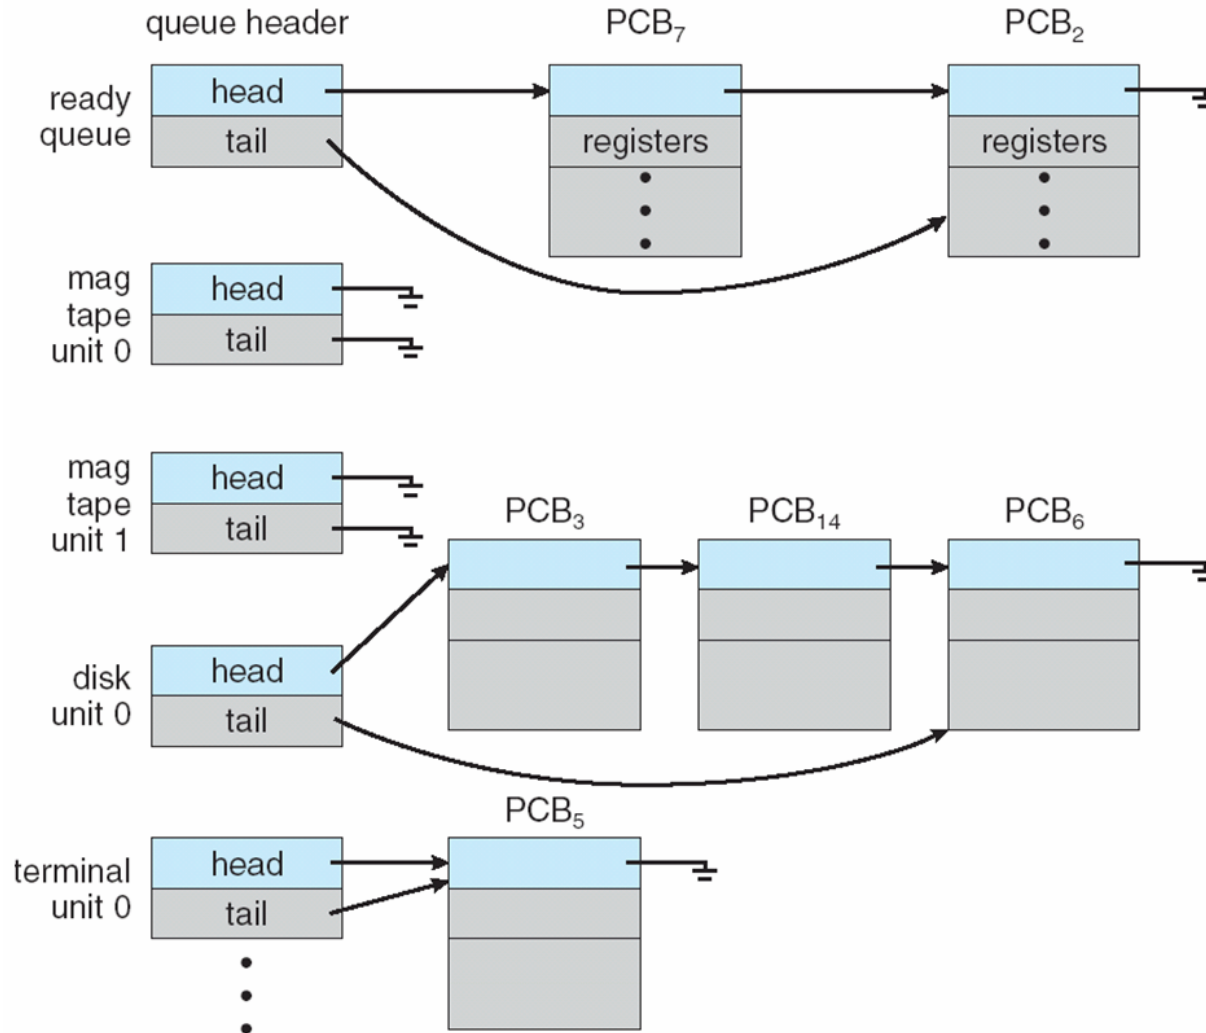 queue header
PCB₇
PCB₂
ready
queue
head
tail
registers
registers
mag
tape
unit 0
head
tail
mag
tape
unit 1
head
tail
PCB₃
PCB₁₄
PCB₆
disk
unit 0
head
tail
PCB₅
terminal
unit 0
head
tail